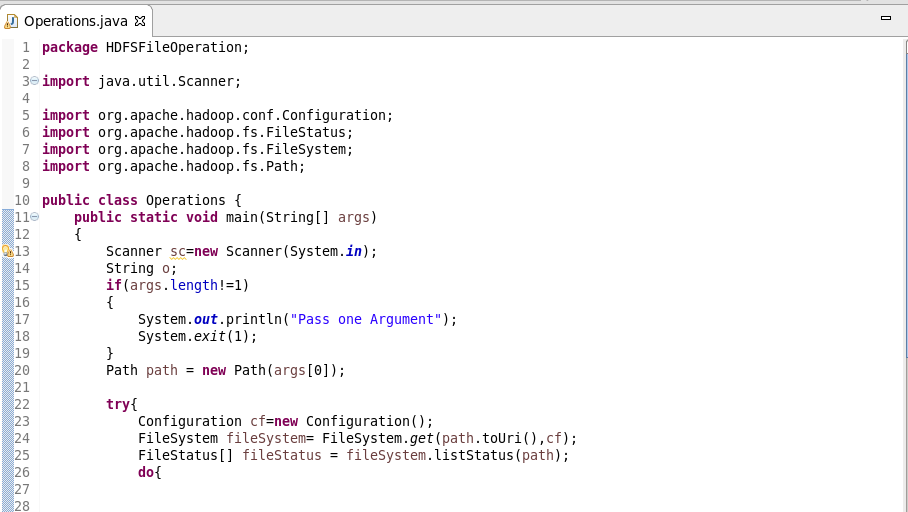 Operations.java
1 package HDFSFileOperation;
2
3 import java.util.Scanner;
4
5 import org.apache.hadoop.conf.Configuration;
6 import org.apache.hadoop.fs.FileStatus;
7 import org.apache.hadoop.fs.FileSystem;
8 import org.apache.hadoop.fs.Path;
9
10 public class Operations {
11     public static void main(String[] args)
12     {
13         Scanner sc=new Scanner(System.in);
14         String o;
15         if(args.length!=1)
16         {
17             System.out.println("Pass one Argument");
18             System.exit(1);
19         }
20         Path path = new Path(args[0]);
21
22         try{
23             Configuration cf=new Configuration();
24             FileSystem fileSystem= FileSystem.get(path.toUri(),cf);
25             FileStatus[] fileStatus = fileSystem.listStatus(path);
26             do{
27
28